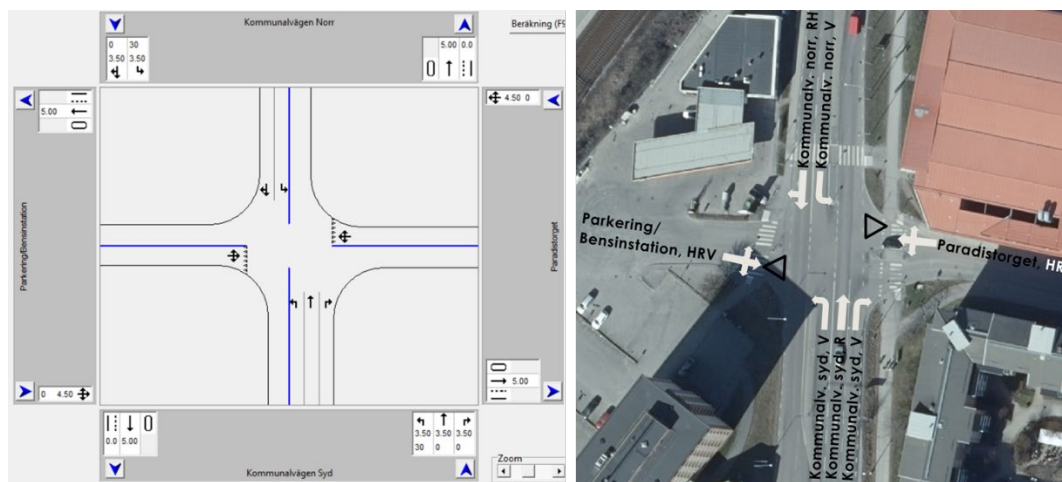 Kommunalvägen Norr
Beräkning (F9
0 30
3.50 3.50
5.00 0.0
5.00
4.50 0
Parkering/Bensinstation
Paradistorget
0 4.50
5.00
0.0 5.00
3.50 3.50 3.50
30 0 0
Kommunalvägen Syd
Zoom
Kommunalv. norr, RH
Kommunalv. norr, V
Parkering/
Bensinstation, HRV
Paradistorget, HR
Kommunalv. syd, V
Kommunalv. syd, R
Kommunalv. syd, V